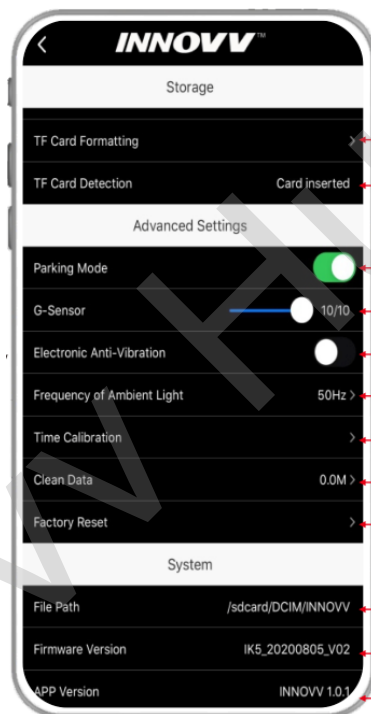 INNOVV™
Storage
TF Card Formatting
TF Card Detection Card inserted
Advanced Settings
Parking Mode
G-Sensor 10/10
Electronic Anti-Vibration
Frequency of Ambient Light 50Hz
Time Calibration
Clean Data 0.0M
Factory Reset
System
File Path /sdcard/DCIM/INNOVV
Firmware Version IK5_20200805_V02
APP Version INNOVV 1.0.1